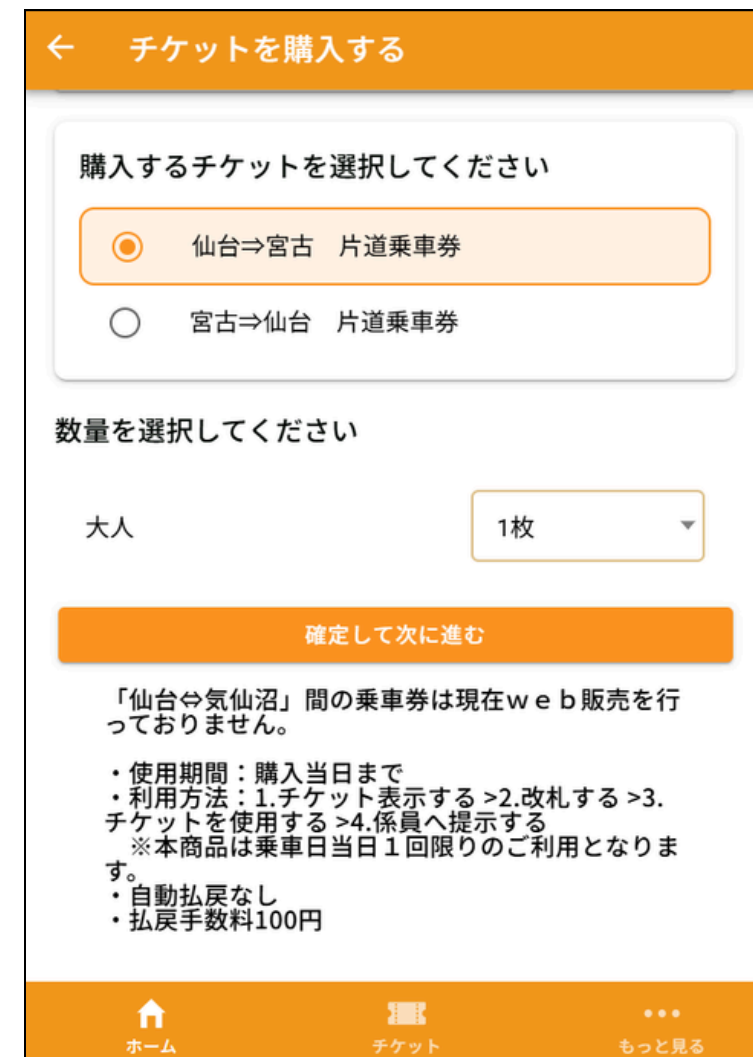 チケットを購入する
購入するチケットを選択してください
仙台⇒宮古　片道乗車券
宮古⇒仙台　片道乗車券
数量を選択してください
大人
1枚
確定して次に進む
「仙台⇔気仙沼」間の乗車券は現在ｗｅｂ販売を行
っておりません。
・使用期間：購入当日まで
・利用方法：1.チケット表示する >2.改札する >3.
チケットを使用する >4.係員へ提示する
　※本商品は乗車日当日１回限りのご利用となりま
す。
・自動払戻なし
・払戻手数料100円
ホーム
チケット
もっと見る